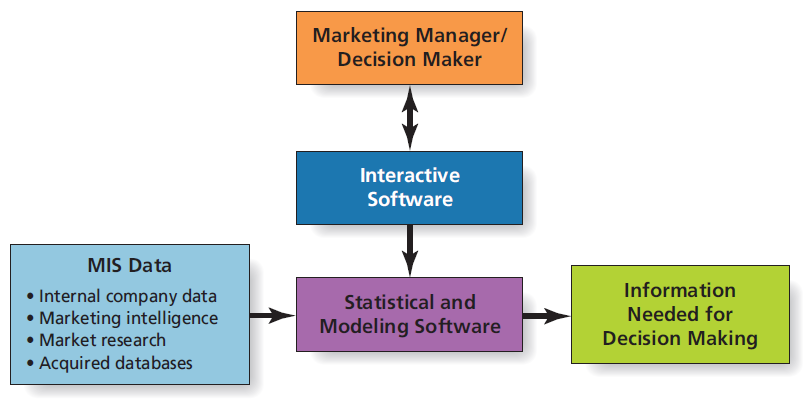 Marketing Manager/
Decision Maker
Interactive
Software
MIS Data
• Internal company data
• Marketing intelligence
• Market research
• Acquired databases
Statistical and
Modeling Software
Information
Needed for
Decision Making